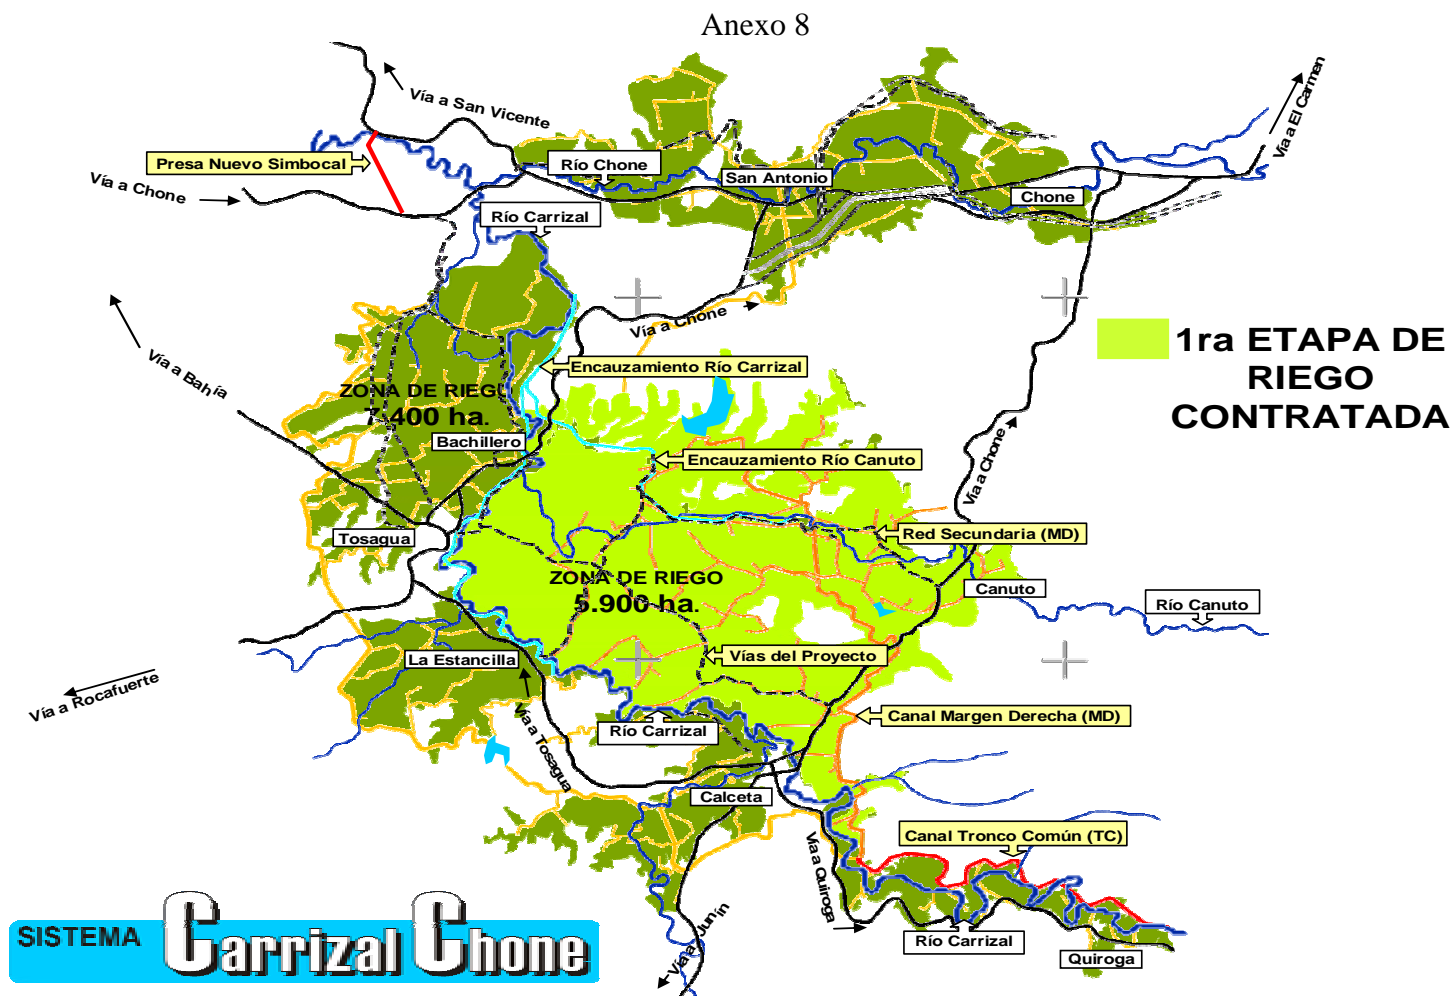 Anexo 8
Vía a San Vicente
Vía a El Carmen
Presa Nuevo Simbocal
Río Chone
San Antonio
Vía a Chone
Chone
Río Carrizal
Vía a Chone
1ra ETAPA DE
RIEGO
CONTRATADA
Vía a Bahía
Encauzamiento Río Carrizal
ZONA DE RIEGO
7.400 ha.
Bachillero
Encauzamiento Río Canuto
Vía a Chone
Tosagua
Red Secundaria (MD)
ZONA DE RIEGO
5.900 ha.
Canuto
Río Canuto
La Estancilla
Vías del Proyecto
Vía a Rocafuerte
Vía a Tosagua
Río Carrizal
Canal Margen Derecha (MD)
Calceta
Canal Tronco Común (TC)
Vía a Quiroga
Vía a Junín
Río Carrizal
Quiroga
SISTEMA Carrizal Chone